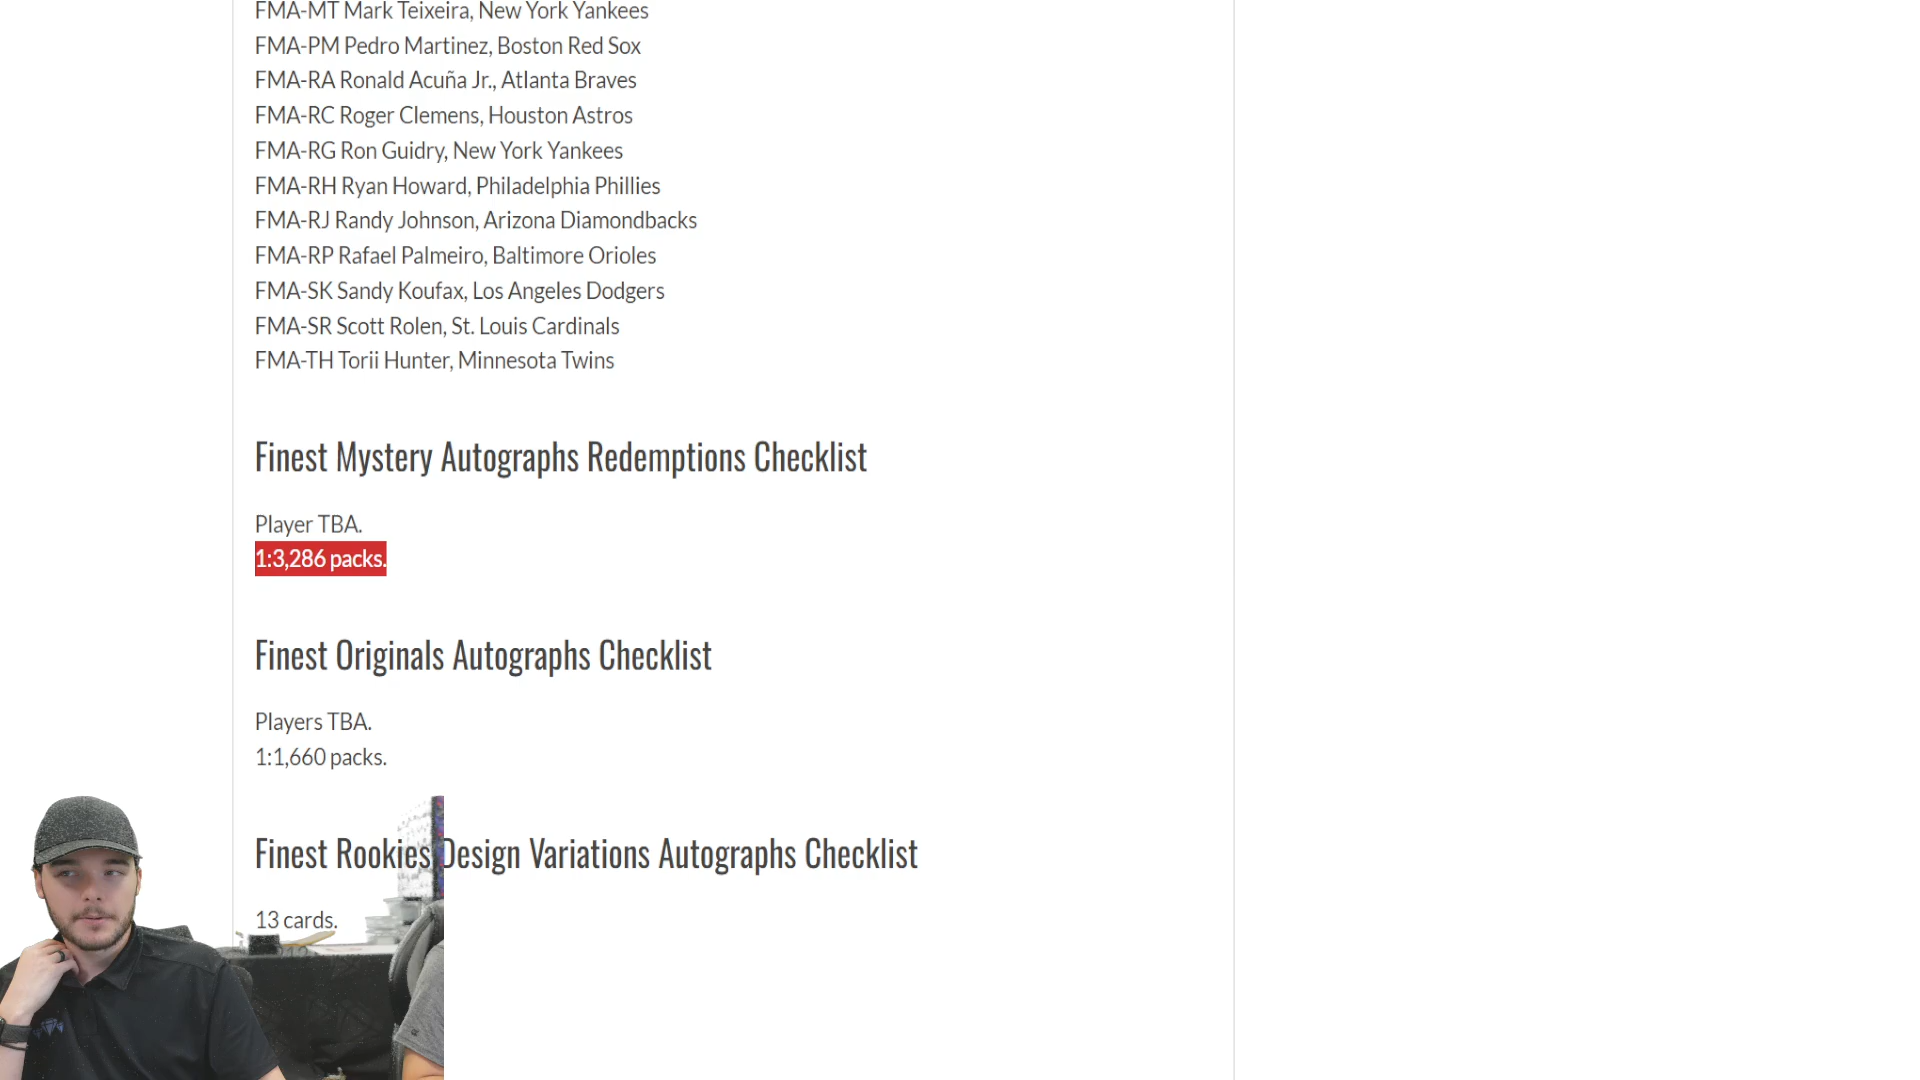 FMA-MT Mark Teixeira, New York Yankees
FMA-PM Pedro Martinez, Boston Red Sox
FMA-RA Ronald Acuña Jr., Atlanta Braves
FMA-RC Roger Clemens, Houston Astros
FMA-RG Ron Guidry, New York Yankees
FMA-RH Ryan Howard, Philadelphia Phillies
FMA-RJ Randy Johnson, Arizona Diamondbacks
FMA-RP Rafael Palmeiro, Baltimore Orioles
FMA-SK Sandy Koufax, Los Angeles Dodgers
FMA-SR Scott Rolen, St. Louis Cardinals
FMA-TH Torii Hunter, Minnesota Twins
Finest Mystery Autographs Redemptions Checklist
Player TBA.
1:3,286 packs.
Finest Originals Autographs Checklist
Players TBA.
1:1,660 packs.
Finest Rookies Design Variations Autographs Checklist
13 cards.